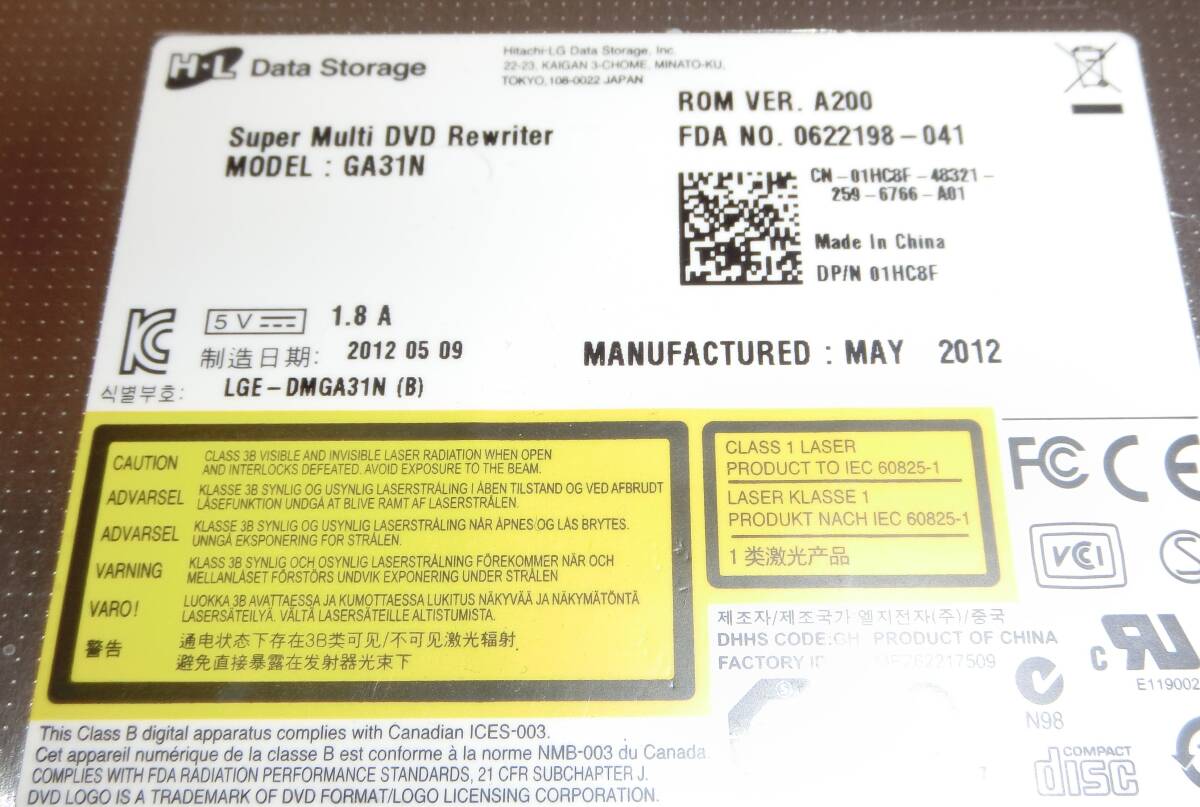 H·L Data Storage
Hitachi-LG Data Storage, Inc.
22-23, KAIGAN 3-CHOME, MINATO-KU,
TOKYO, 108-0022 JAPAN
Super Multi DVD Rewriter
MODEL : GA31N
ROM VER. A200
FDA NO. 0622198-041
CN-01HC8F-48321-
259-6766-A01
Made In China
DP/N 01HC8F
5 V 1.8 A
制造日期: 2012 05 09
MANUFACTURED : MAY 2012
식별부호: LGE-DMGA31N (B)
CAUTION CLASS 3B VISIBLE AND INVISIBLE LASER RADIATION WHEN OPEN
AND INTERLOCKS DEFEATED. AVOID EXPOSURE TO THE BEAM.
ADVARSEL KLASSE 3B SYNLIG OG USYNLIG LASERSTRÅLING I ÅBEN TILSTAND OG VED AFBRUDT
LÅSEFUNKTION UNDGÅ AT BLIVE RAMT AF LASERSTRÅLEN.
ADVARSEL KLASSE 3B SYNLIG OG USYNLIG LASERSTRÅLING NÅR ÅPNES/OG LÅS BRYTES.
UNNGÅ EKSPONERING FOR STRÅLEN.
VARNING KLASS 3B SYNLIG OCH OSYNLIG LASERSTRÅLNING FÖREKOMMER NÄR OCH
MELLANLÅSET FÖRSTÖRS UNDVIK EXPONERING UNDER STRÅLEN
VARO! LUOKKA 3B AVATTAESSA JA KUMOTTAESSA LUKITUS NÄKYVÄÄ JA NÄKYMÄTÖNTÄ
LASERSÄTEILYÄ. VÄLTÄ LASERSÄTEILLE ALTISTUMISTA.
警告 通电状态下存在3B类可见/不可见激光辐射
避免直接暴露在发射器光束下
CLASS 1 LASER
PRODUCT TO IEC 60825-1
LASER KLASSE 1
PRODUKT NACH IEC 60825-1
1 类激光产品
FC CE
VCI
제조자/제조국가 엘지전자(주)/중국
DHHS CODE:GH PRODUCT OF CHINA
FACTORY
c RU
E119002
N98
COMPACT
disc
This Class B digital apparatus complies with Canadian ICES-003.
Cet appareil numérique de la classe B est conforme à la norme NMB-003 du Canada.
COMPLIES WITH FDA RADIATION PERFORMANCE STANDARDS, 21 CFR SUBCHAPTER J.
DVD LOGO IS A TRADEMARK OF DVD FORMAT/LOGO LICENSING CORPORATION.